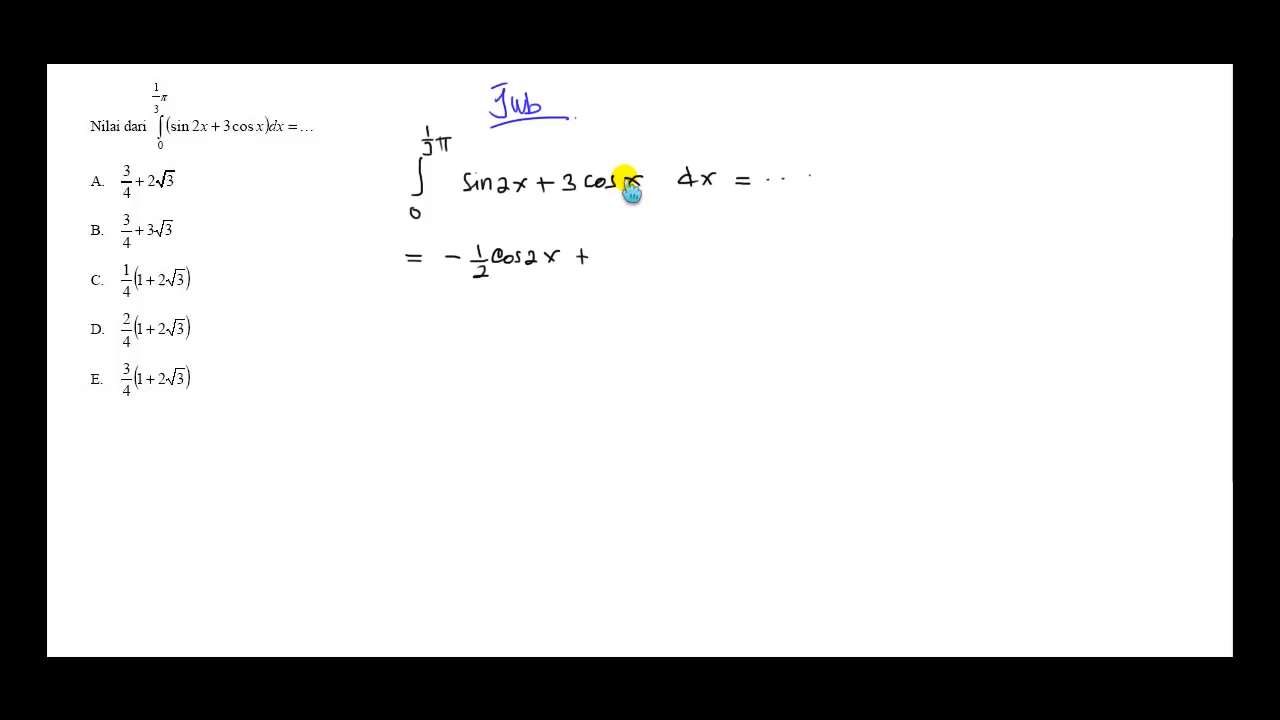 Nilai dari ∫₀^{1/3 π} (sin 2x + 3 cos x)dx = ...
A. 3/4 + 2√3
B. 3/4 + 3√3
C. 1/4 (1 + 2√3)
D. 2/4 (1 + 2√3)
E. 3/4 (1 + 2√3)
Jwb
∫₀^{1/3 π} sin 2x + 3 cos x dx = ...
= - 1/2 cos 2x +